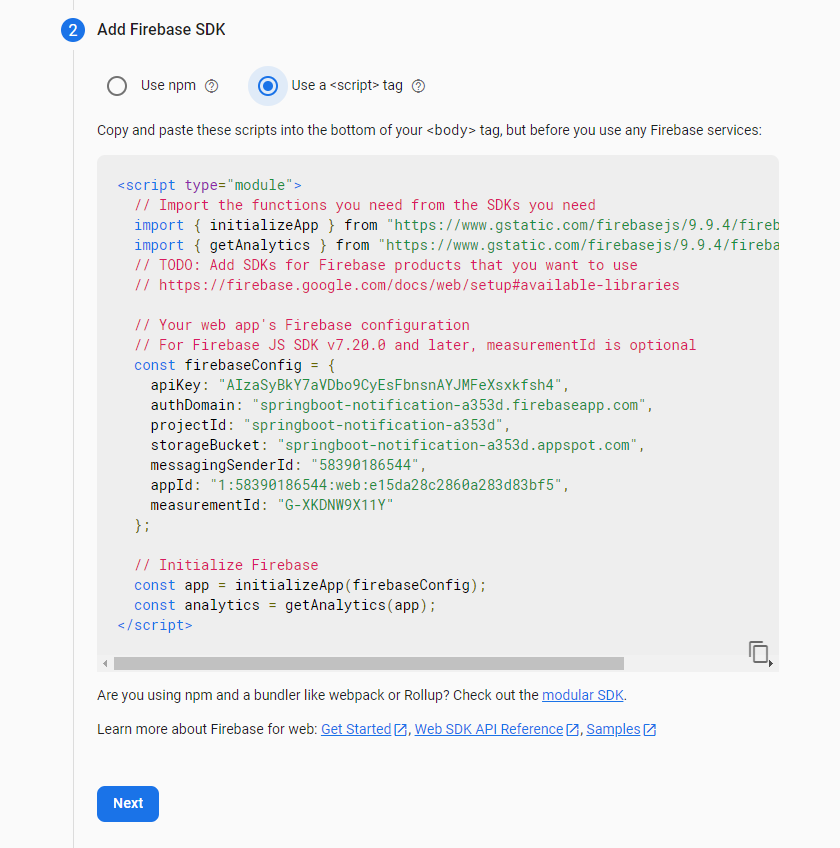 2 Add Firebase SDK
Use npm Use a <script> tag
Copy and paste these scripts into the bottom of your <body> tag, but before you use any Firebase services:
<script type="module">
// Import the functions you need from the SDKs you need
import { initializeApp } from "https://www.gstatic.com/firebasejs/9.9.4/fireb
import { getAnalytics } from "https://www.gstatic.com/firebasejs/9.9.4/fireba
// TODO: Add SDKs for Firebase products that you want to use
// https://firebase.google.com/docs/web/setup#available-libraries
// Your web app's Firebase configuration
// For Firebase JS SDK v7.20.0 and later, measurementId is optional
const firebaseConfig = {
apiKey: "AIzaSyBkY7aVDbo9CyEsFbnsnAYJMFeXsxkfsh4",
authDomain: "springboot-notification-a353d.firebaseapp.com",
projectId: "springboot-notification-a353d",
storageBucket: "springboot-notification-a353d.appspot.com",
messagingSenderId: "58390186544",
appId: "1:58390186544:web:e15da28c2860a283d83bf5",
measurementId: "G-XKDNW9X11Y"
};
// Initialize Firebase
const app = initializeApp(firebaseConfig);
const analytics = getAnalytics(app);
</script>
Are you using npm and a bundler like webpack or Rollup? Check out the modular SDK.
Learn more about Firebase for web: Get Started, Web SDK API Reference, Samples
Next